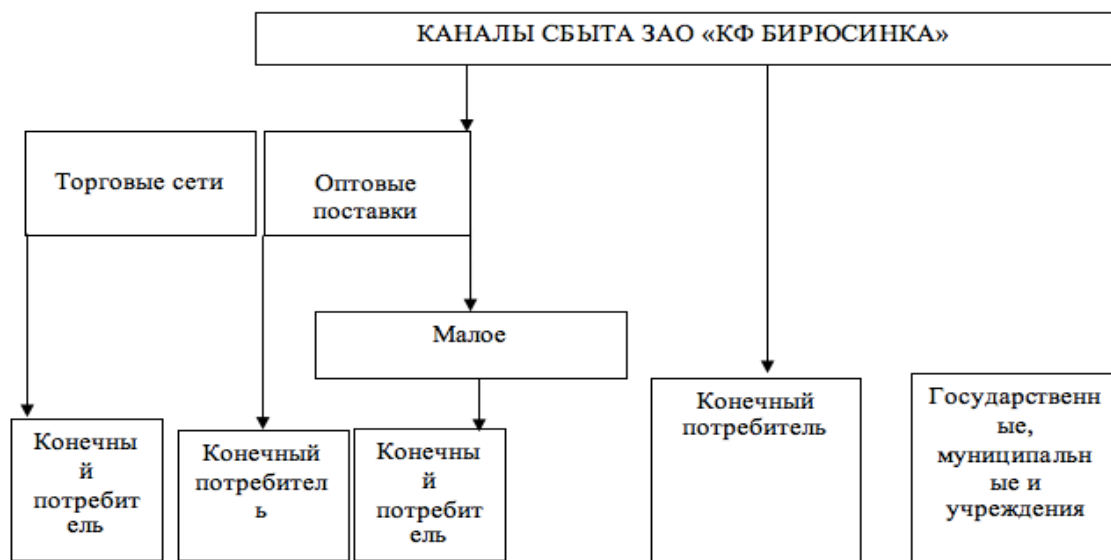 КАНАЛЫ СБЫТА ЗАО «КФ БИРЮСИНКА»
Торговые сети
Оптовые
поставки
Малое
Конечны
й
потребит
ель
Конечный
потребител
ь
Конечны
й
потребит
ель
Конечный
потребитель
Государственн
ые,
муниципальн
ые и
учреждения